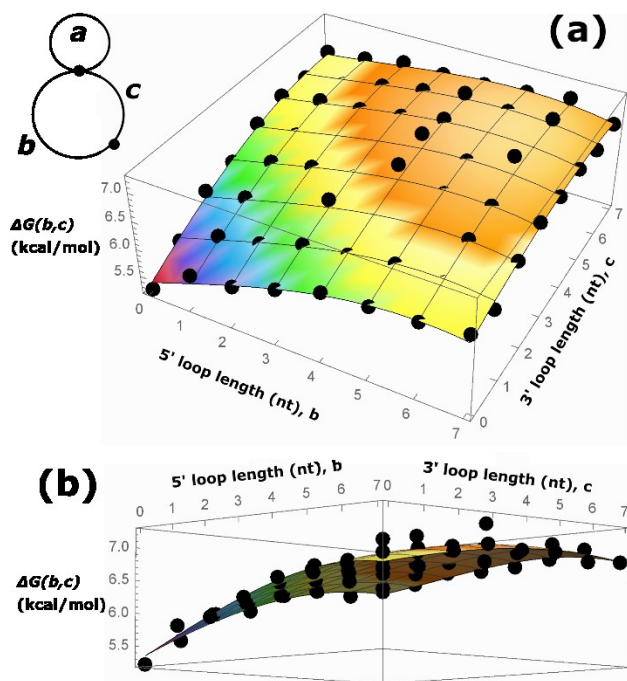 (a)
a
c
b
7.0
6.5
6.0
5.5
ΔG(b,c)
(kcal/mol)
0
1
2
3
4
5
6
7
5' loop length (nt), b
0
1
2
3
4
5
6
7
3' loop length (nt), c
(b)
5' loop length (nt), b
3' loop length (nt), c
0 1 2 3 4 5 6 7 0 1 2 3 4 5 6 7
7.0
6.5
6.0
5.5
ΔG(b,c)
(kcal/mol)